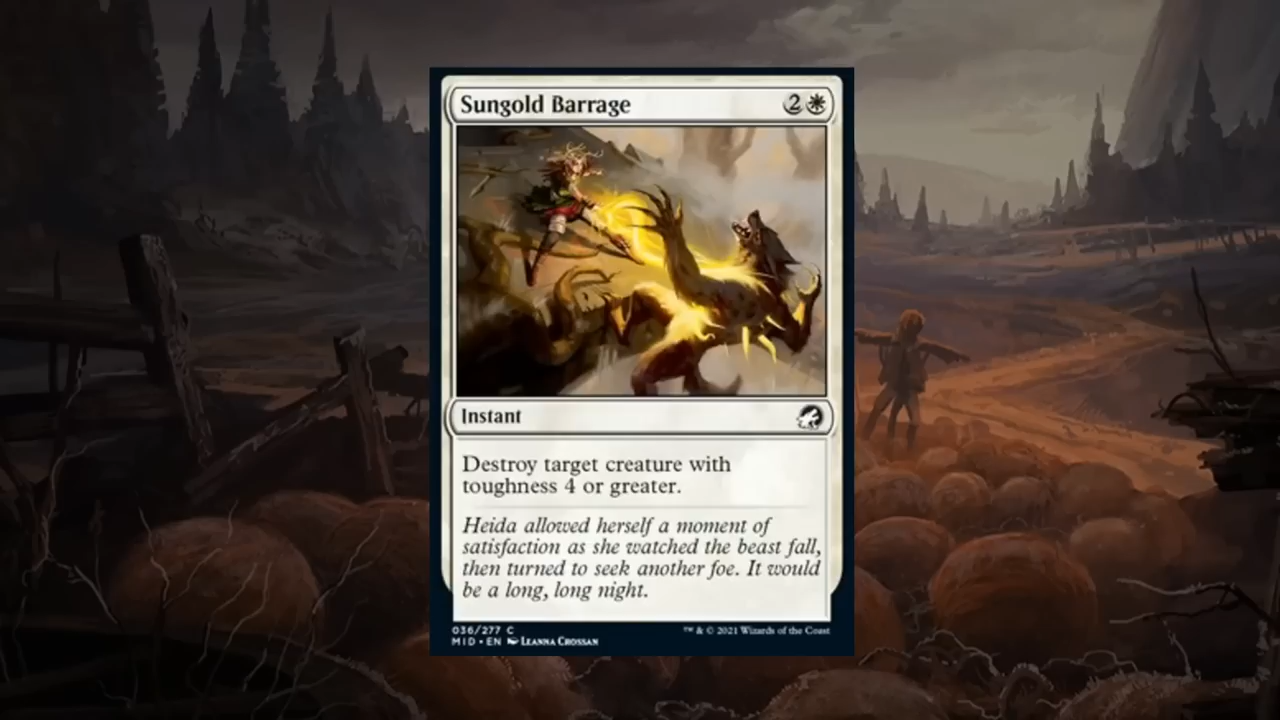 Sungold Barrage 2
Instant
Destroy target creature with
toughness 4 or greater.
Heida allowed herself a moment of
satisfaction as she watched the beast fall,
then turned to seek another foe. It would
be a long, long night.
036/277 C
MID • EN LEANNA CROSSAN
™ & © 2021 Wizards of the Coast